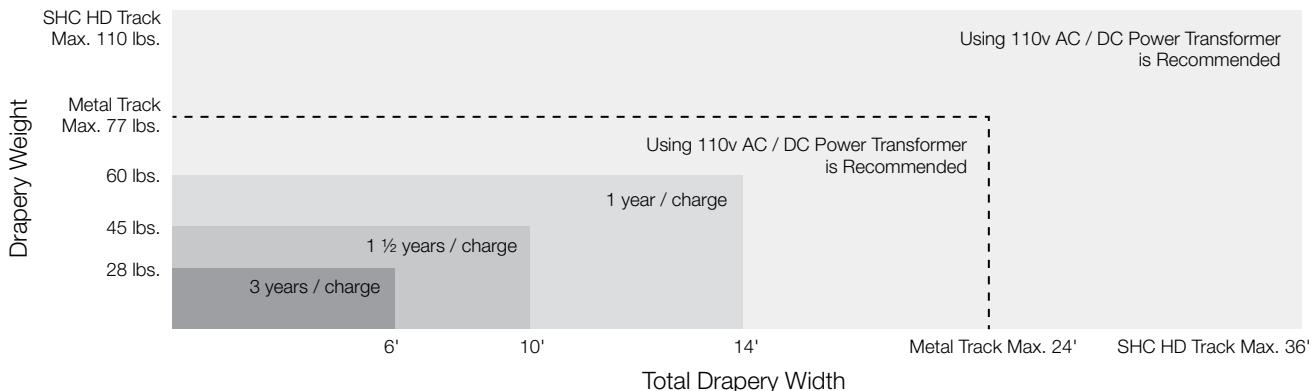 SHC HD Track
Max. 110 lbs.
Using 110v AC / DC Power Transformer
is Recommended
Drapery Weight
Metal Track
Max. 77 lbs.
Using 110v AC / DC Power Transformer
is Recommended
60 lbs.
1 year / charge
45 lbs.
1 ½ years / charge
28 lbs.
3 years / charge
6'
10'
14'
Metal Track Max. 24'
SHC HD Track Max. 36'
Total Drapery Width